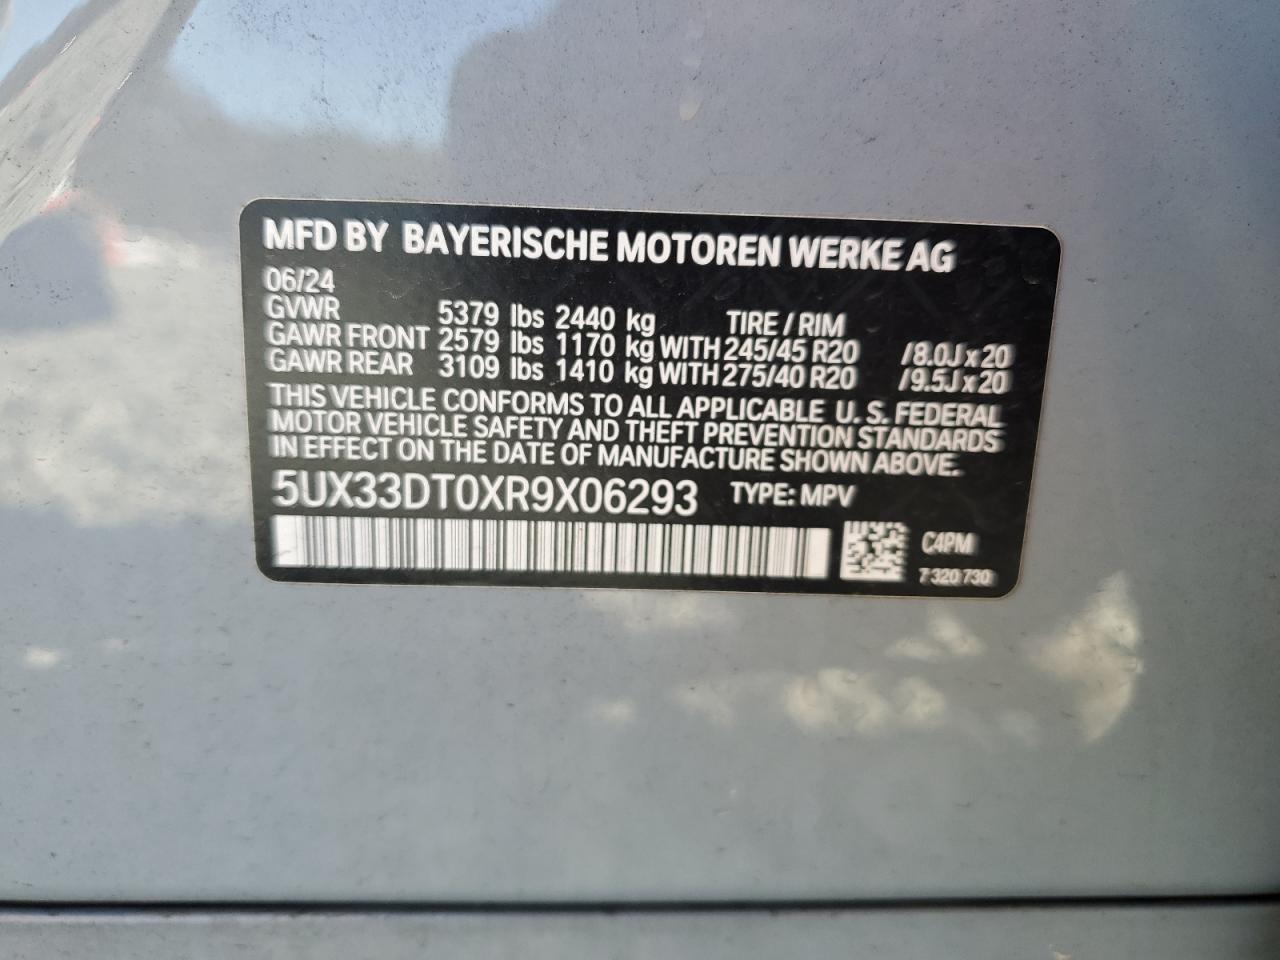 MFD BY BAYERISCHE MOTOREN WERKE AG
06/24
GVWR 5379 lbs 2440 kg TIRE / RIM
GAWR FRONT 2579 lbs 1170 kg WITH 245/45 R20 /8.0J x 20
GAWR REAR 3109 lbs 1410 kg WITH 275/40 R20 /9.5J x 20
THIS VEHICLE CONFORMS TO ALL APPLICABLE U. S. FEDERAL
MOTOR VEHICLE SAFETY AND THEFT PREVENTION STANDARDS
IN EFFECT ON THE DATE OF MANUFACTURE SHOWN ABOVE.
5UX33DT0XR9X06293 TYPE: MPV
C4PM
7 320 730